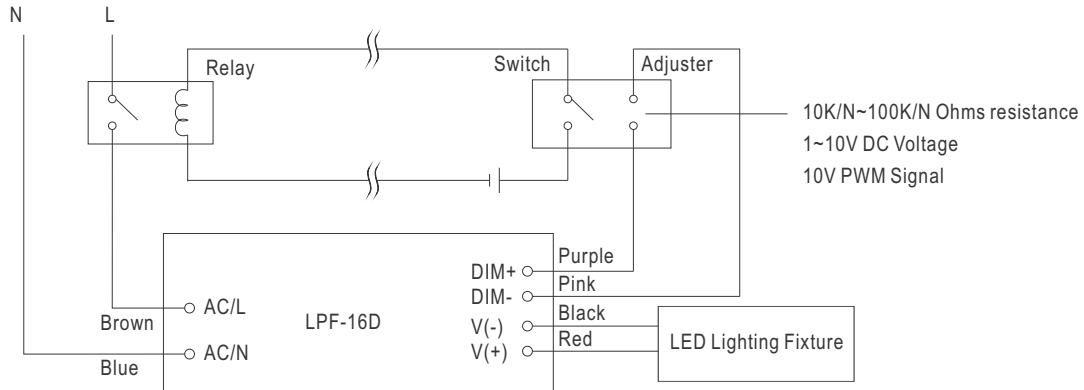 N
L
Relay
Switch
Adjuster
10K/N~100K/N Ohms resistance
1~10V DC Voltage
10V PWM Signal
Purple
DIM+
Pink
DIM-
Black
AC/L
LPF-16D
V(-)
LED Lighting Fixture
Brown
Red
AC/N
V(+)
Blue